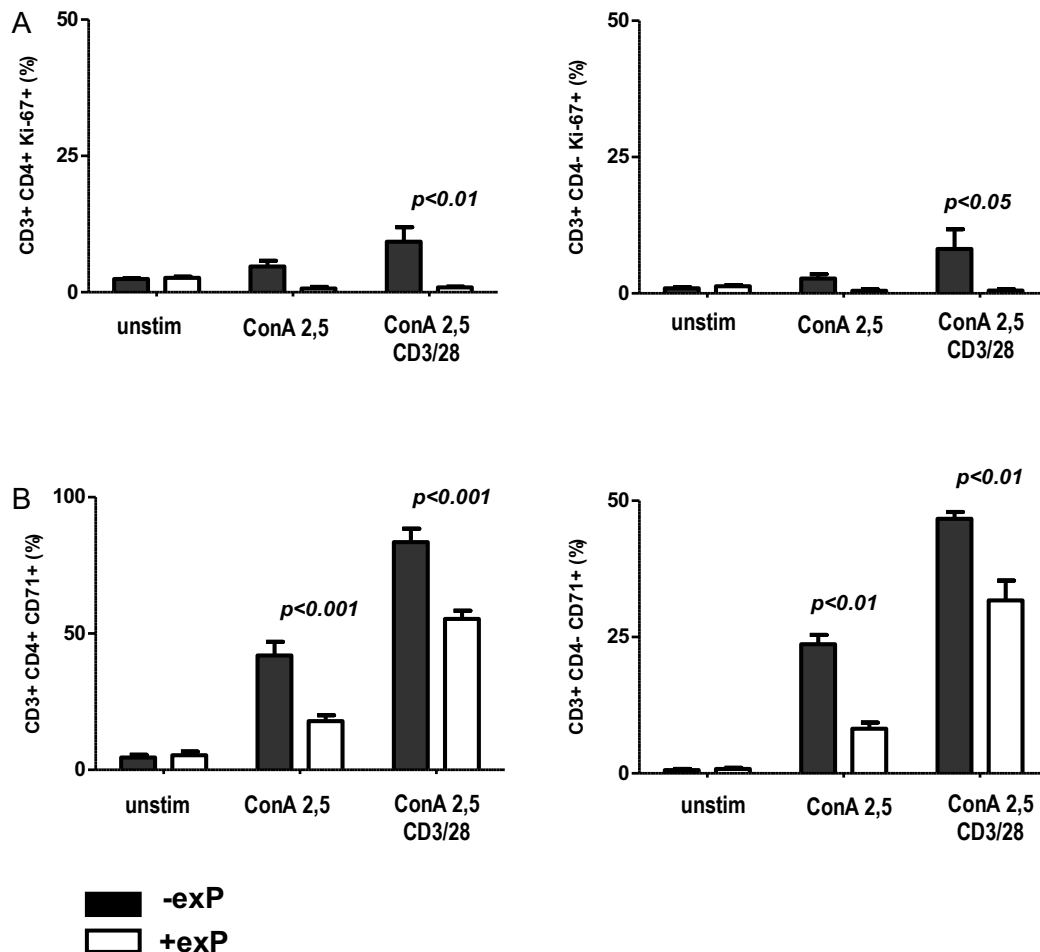 A
CD3+ CD4+ Ki-67+ (%)
50
25
0
p<0.01
unstim
ConA 2,5
ConA 2,5
CD3/28
CD3+ CD4- Ki-67+ (%)
50
25
0
p<0.05
unstim
ConA 2,5
ConA 2,5
CD3/28
B
CD3+ CD4+ CD71+ (%)
100
50
0
p<0.001
p<0.001
unstim
ConA 2,5
ConA 2,5
CD3/28
CD3+ CD4- CD71+ (%)
50
25
0
p<0.01
p<0.01
unstim
ConA 2,5
ConA 2,5
CD3/28
-exP
+exP